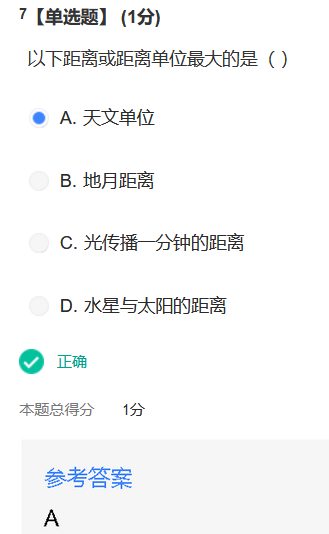 7【单选题】 (1分)
以下距离或距离单位最大的是（ ）
A. 天文单位
B. 地月距离
C. 光传播一分钟的距离
D. 水星与太阳的距离
正确
本题总得分 1分
参考答案
A